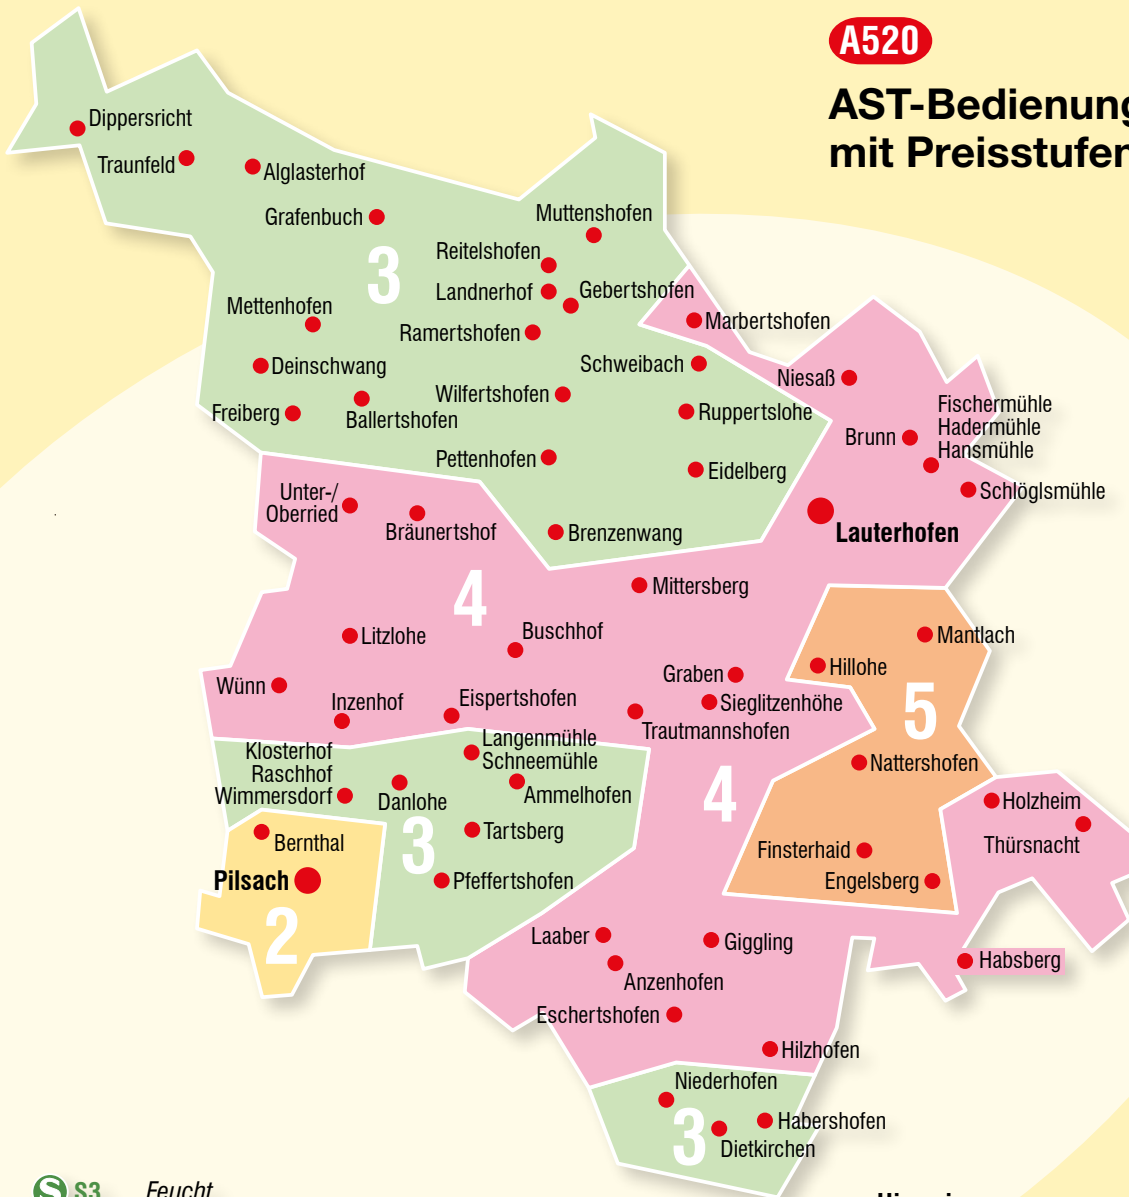 A520
AST-Bedienung
mit Preisstufen
Dippersricht
Traunfeld
Alglasterhof
Grafenbuch
Muttenshofen
Reitelshofen
3
Landnerhof
Gebertshofen
Mettenhofen
Ramertshofen
Marbertshofen
Deinschwang
Schweibach
Niesaß
Wilfertshofen
Freiberg
Ballertshofen
Ruppertslohe
Fischermühle
Hadermühle
Hansmühle
Brunn
Pettenhofen
Eidelberg
Schlöglsmühle
Unter-/
Oberried
Bräunertshof
Brenzenwang
Lauterhofen
4
Mittersberg
Litzlohe
Buschhof
Mantlach
Hillohe
Wünn
Graben
Inzenhof
Eispertshofen
Sieglitzenhöhe
5
Trautmannshofen
Klosterhof
Raschhof
Wimmersdorf
Langenmühle
Schneemühle
Nattershofen
Danlohe
Ammelhofen
4
Holzheim
Bernthal
3
Tartsberg
Thürsnacht
Finsterhaid
Pilsach
Pfeffertshofen
Engelsberg
2
Laaber
Giggling
Anzenhofen
Habsberg
Eschertshofen
Hilzhofen
Niederhofen
3
Habershofen
Dietkirchen
S S3 Feucht